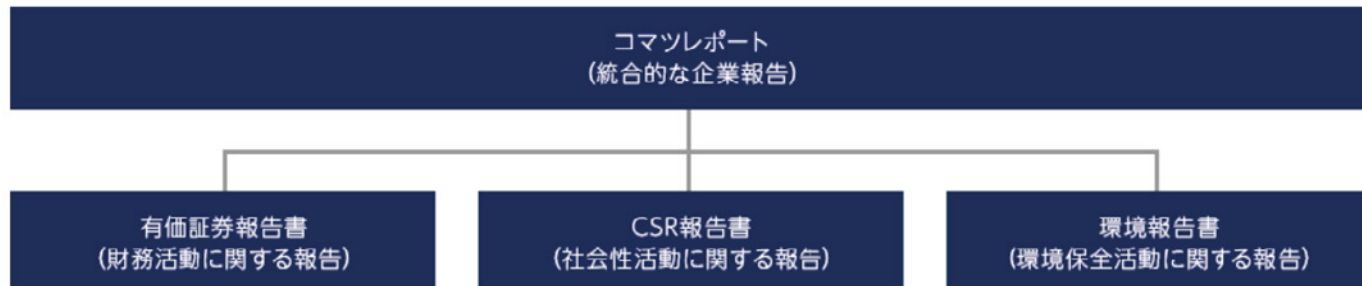 コマツレポート
(統合的な企業報告)
有価証券報告書
(財務活動に関する報告)
CSR報告書
(社会性活動に関する報告)
環境報告書
(環境保全活動に関する報告)